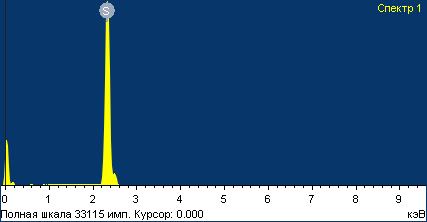 Спектр 1
S
0 1 2 3 4 5 6 7 8 9
Полная шкала 33115 имп. Курсор: 0.000 кэВ